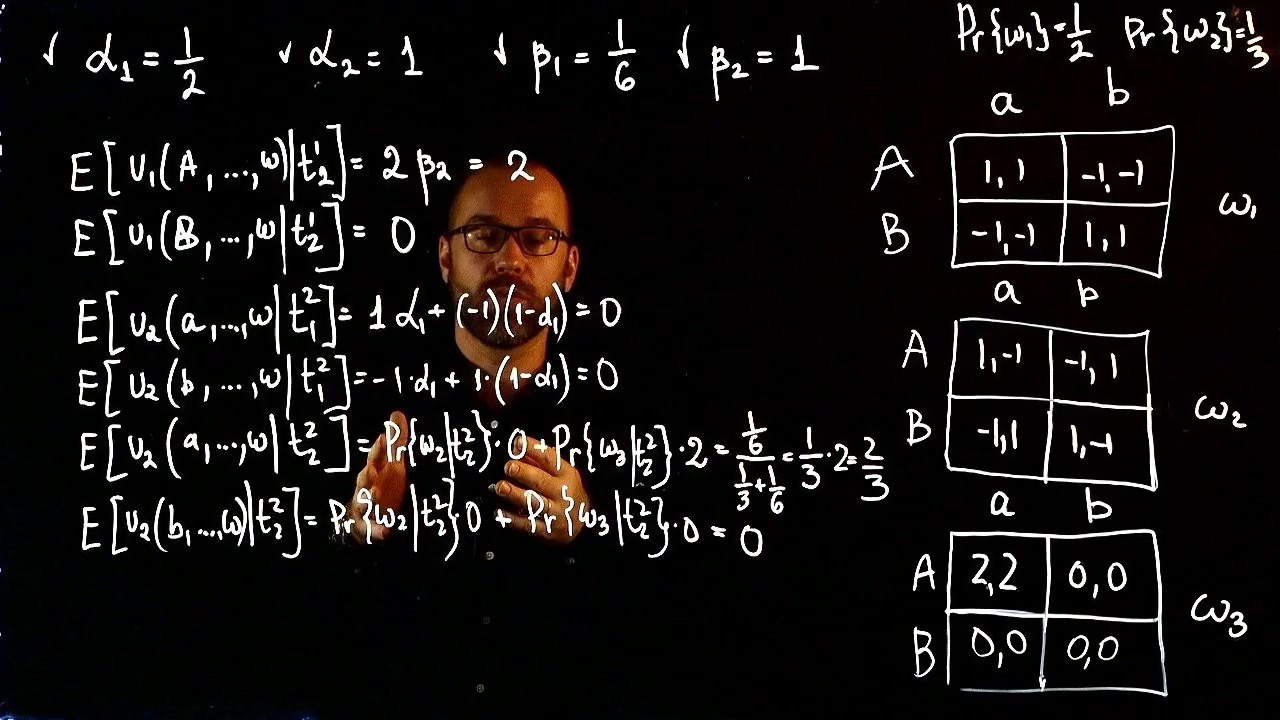 ✓ α₁ = 1/2 ✓ α₂ = 1 ✓ β₁ = 1/6 ✓ β₂ = 1
Pr{ω₁}=1/2 Pr{ω₂}=1/3
E[u₁(A,...,ω)|t₂¹] = 2β₂ = 2
E[u₁(B,...,ω|t₂¹] = 0
E[u₂(a,...,ω|t₁²] = 1 α₁ + (-1)(1-α₁) = 0
E[u₂(b,...,ω|t₁²] = -1·α₁ + 1·(1-α₁) = 0
E[u₂(a,...,ω|t₂²] = Pr{ω₂|t₂²}·0 + Pr{ω₃|t₂²}·2 = (1/6)/(1/3+1/6) = 1/3·2 = 2/3
E[u₂(b,...,ω)|t₂²] = Pr{ω₂|t₂²}·0 + Pr{ω₃|t₂²}·0 = 0
a b
A 1,1 -1,-1
B -1,-1 1,1
ω₁
a b
A 1,-1 -1,1
B -1,1 1,-1
ω₂
a b
A 2,2 0,0
B 0,0 0,0
ω₃